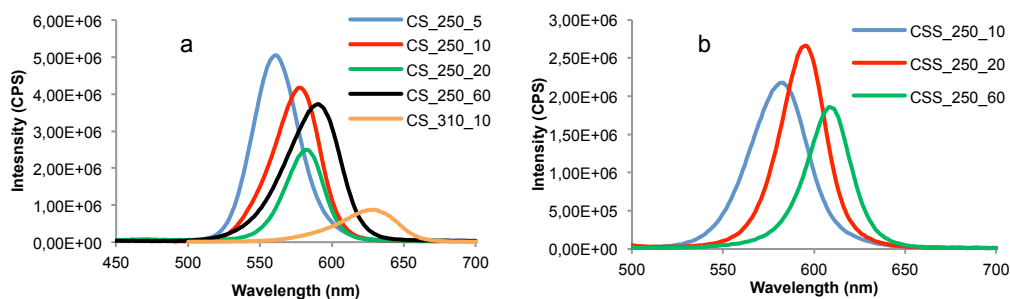 a
Intesnsity (CPS)
6,00E+06
5,00E+06
4,00E+06
3,00E+06
2,00E+06
1,00E+06
0,00E+00
450 500 550 600 650 700
Wavelength (nm)
CS_250_5
CS_250_10
CS_250_20
CS_250_60
CS_310_10
b
Intensity (CPS)
3,00E+06
2,50E+06
2,00E+06
1,50E+06
1,00E+06
5,00E+05
0,00E+00
500 550 600 650 700
Wavelength (nm)
CSS_250_10
CSS_250_20
CSS_250_60